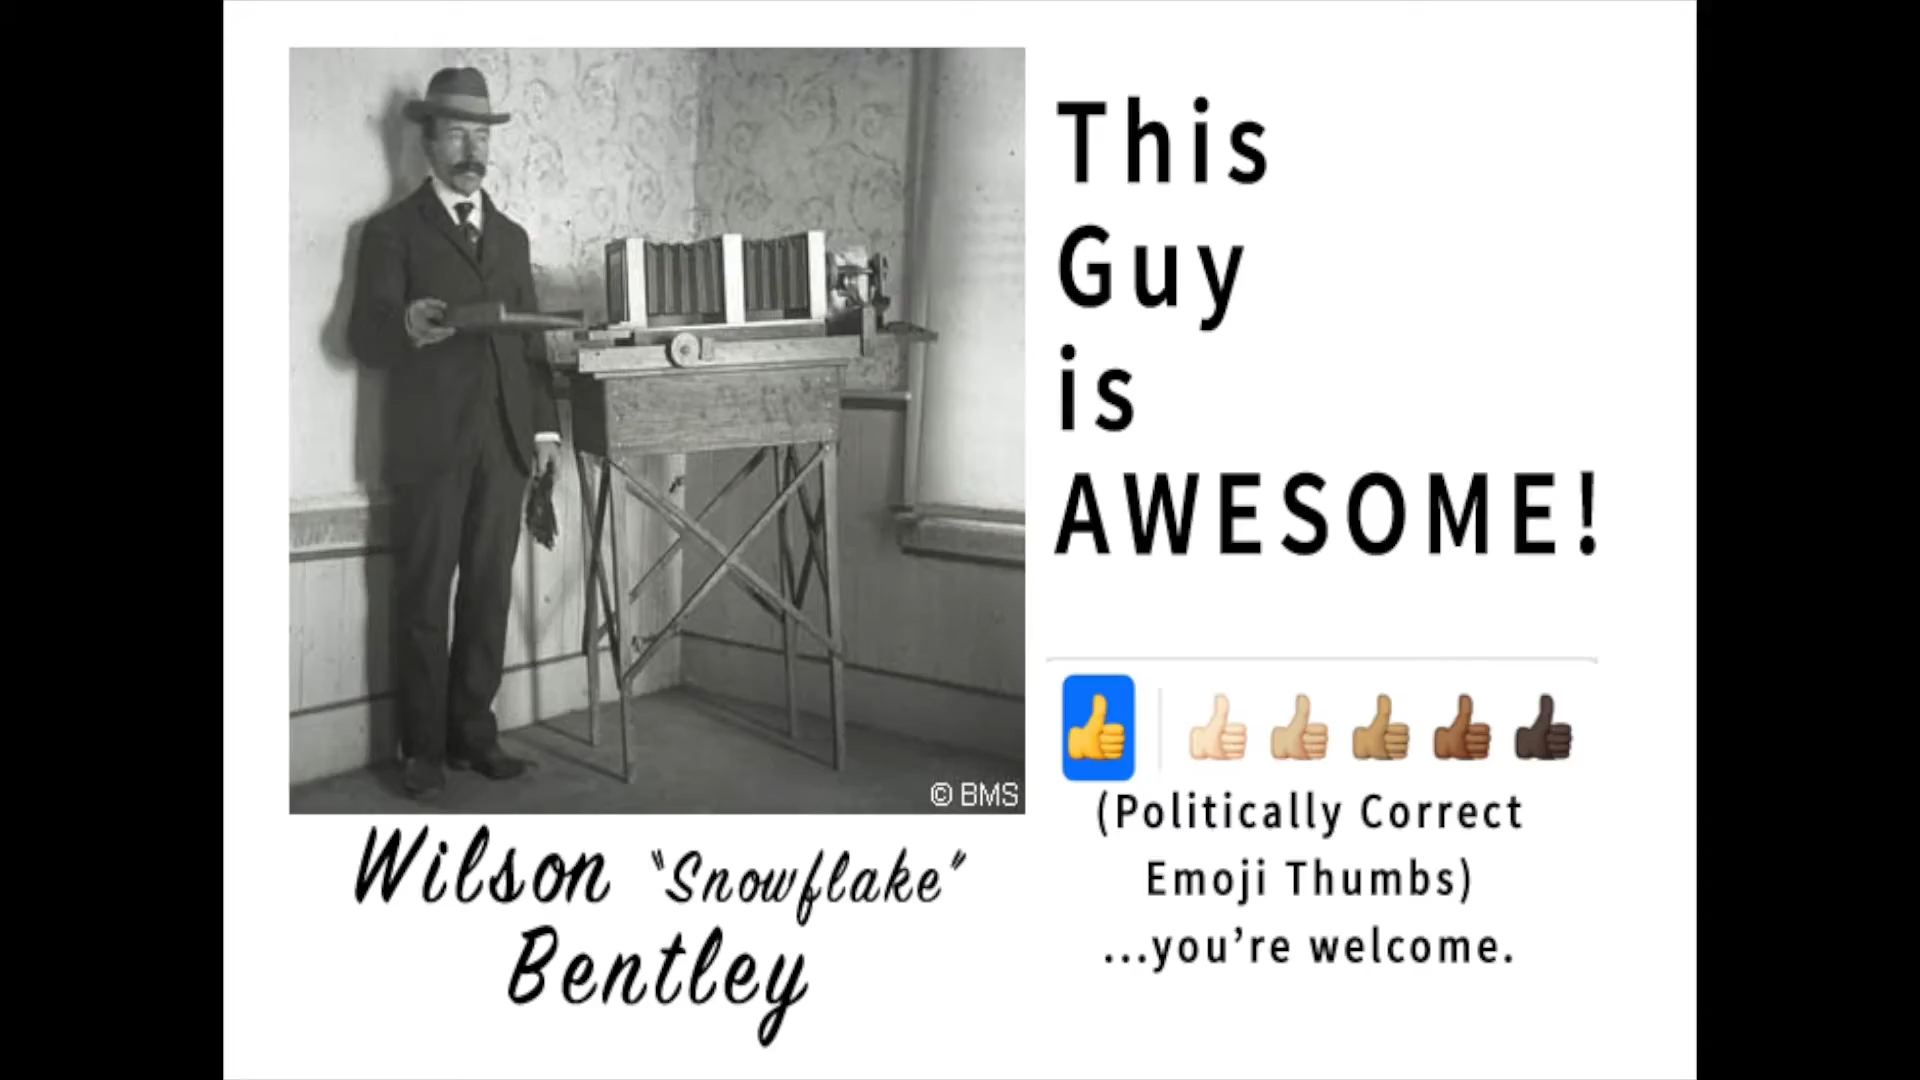 This
Guy
is
AWESOME!
© BMS
Wilson "Snowflake"
Bentley
(Politically Correct
Emoji Thumbs)
...you're welcome.